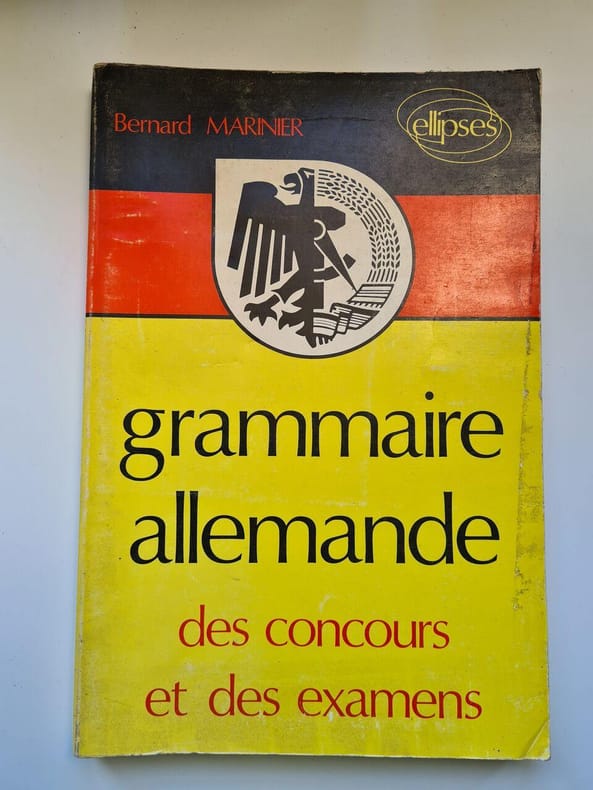 Bernard MARINIER
ellipses
grammaire
allemande
des concours
et des examens